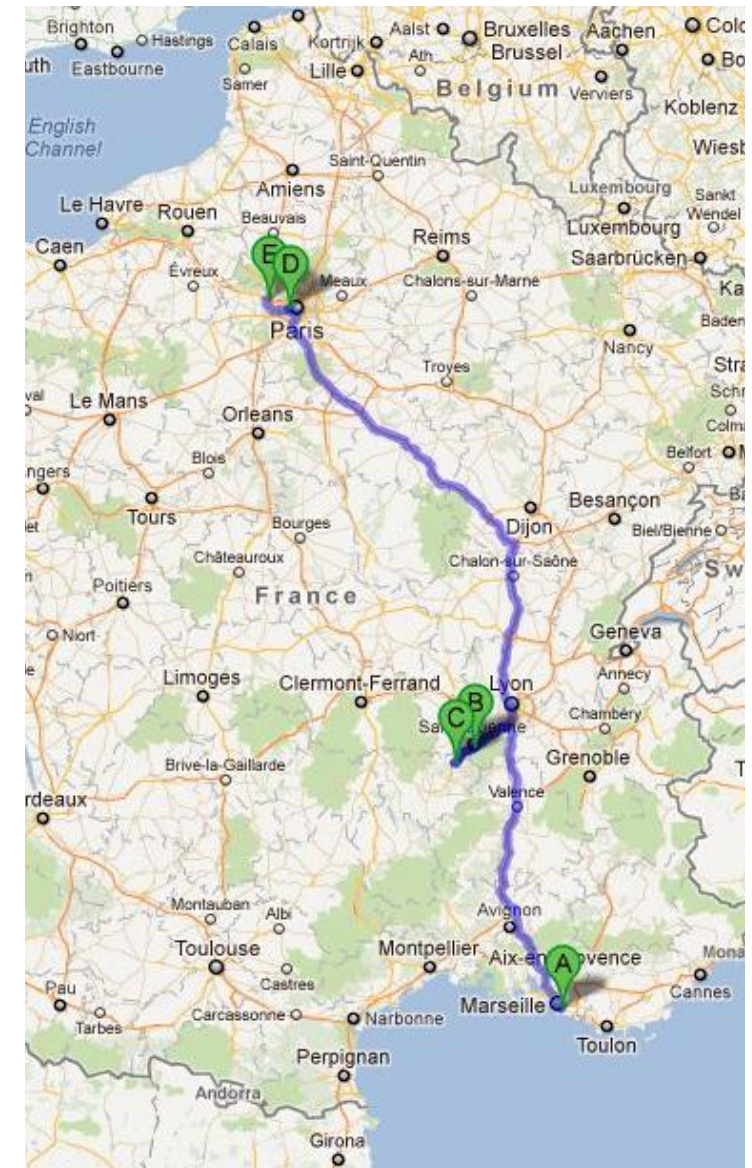 Brighton
Hastings
Calais
Kortrijk
Aalst
Bruxelles
Brussel
Aachen
Eastbourne
Samer
Lille
Ath
Belgium
Verviers
Koblenz
English
Channel
Saint-Quentin
Amiens
Luxembourg
Luxembourg
Sankt
Wendel
Le Havre
Rouen
Beauvais
Reims
Saarbrücken
Caen
Évreux
E
D
Meaux
Chalons-sur-Marne
Paris
Nancy
Troyes
Le Mans
Orleans
Blois
Belfort
Tours
Bourges
Dijon
Besançon
Biel/Bienne
Châteauroux
Chalon-sur-Saône
Poitiers
France
Niort
Geneva
Limoges
Clermont-Ferrand
B
C
Lyon
Annecy
Chambéry
Brive-la-Gaillarde
Grenoble
Valence
Montauban
Albi
Avignon
Toulouse
Montpellier
A
Castres
Marseille
Cannes
Pau
Tarbes
Carcassonne
Narbonne
Toulon
Perpignan
Andorra
Girona